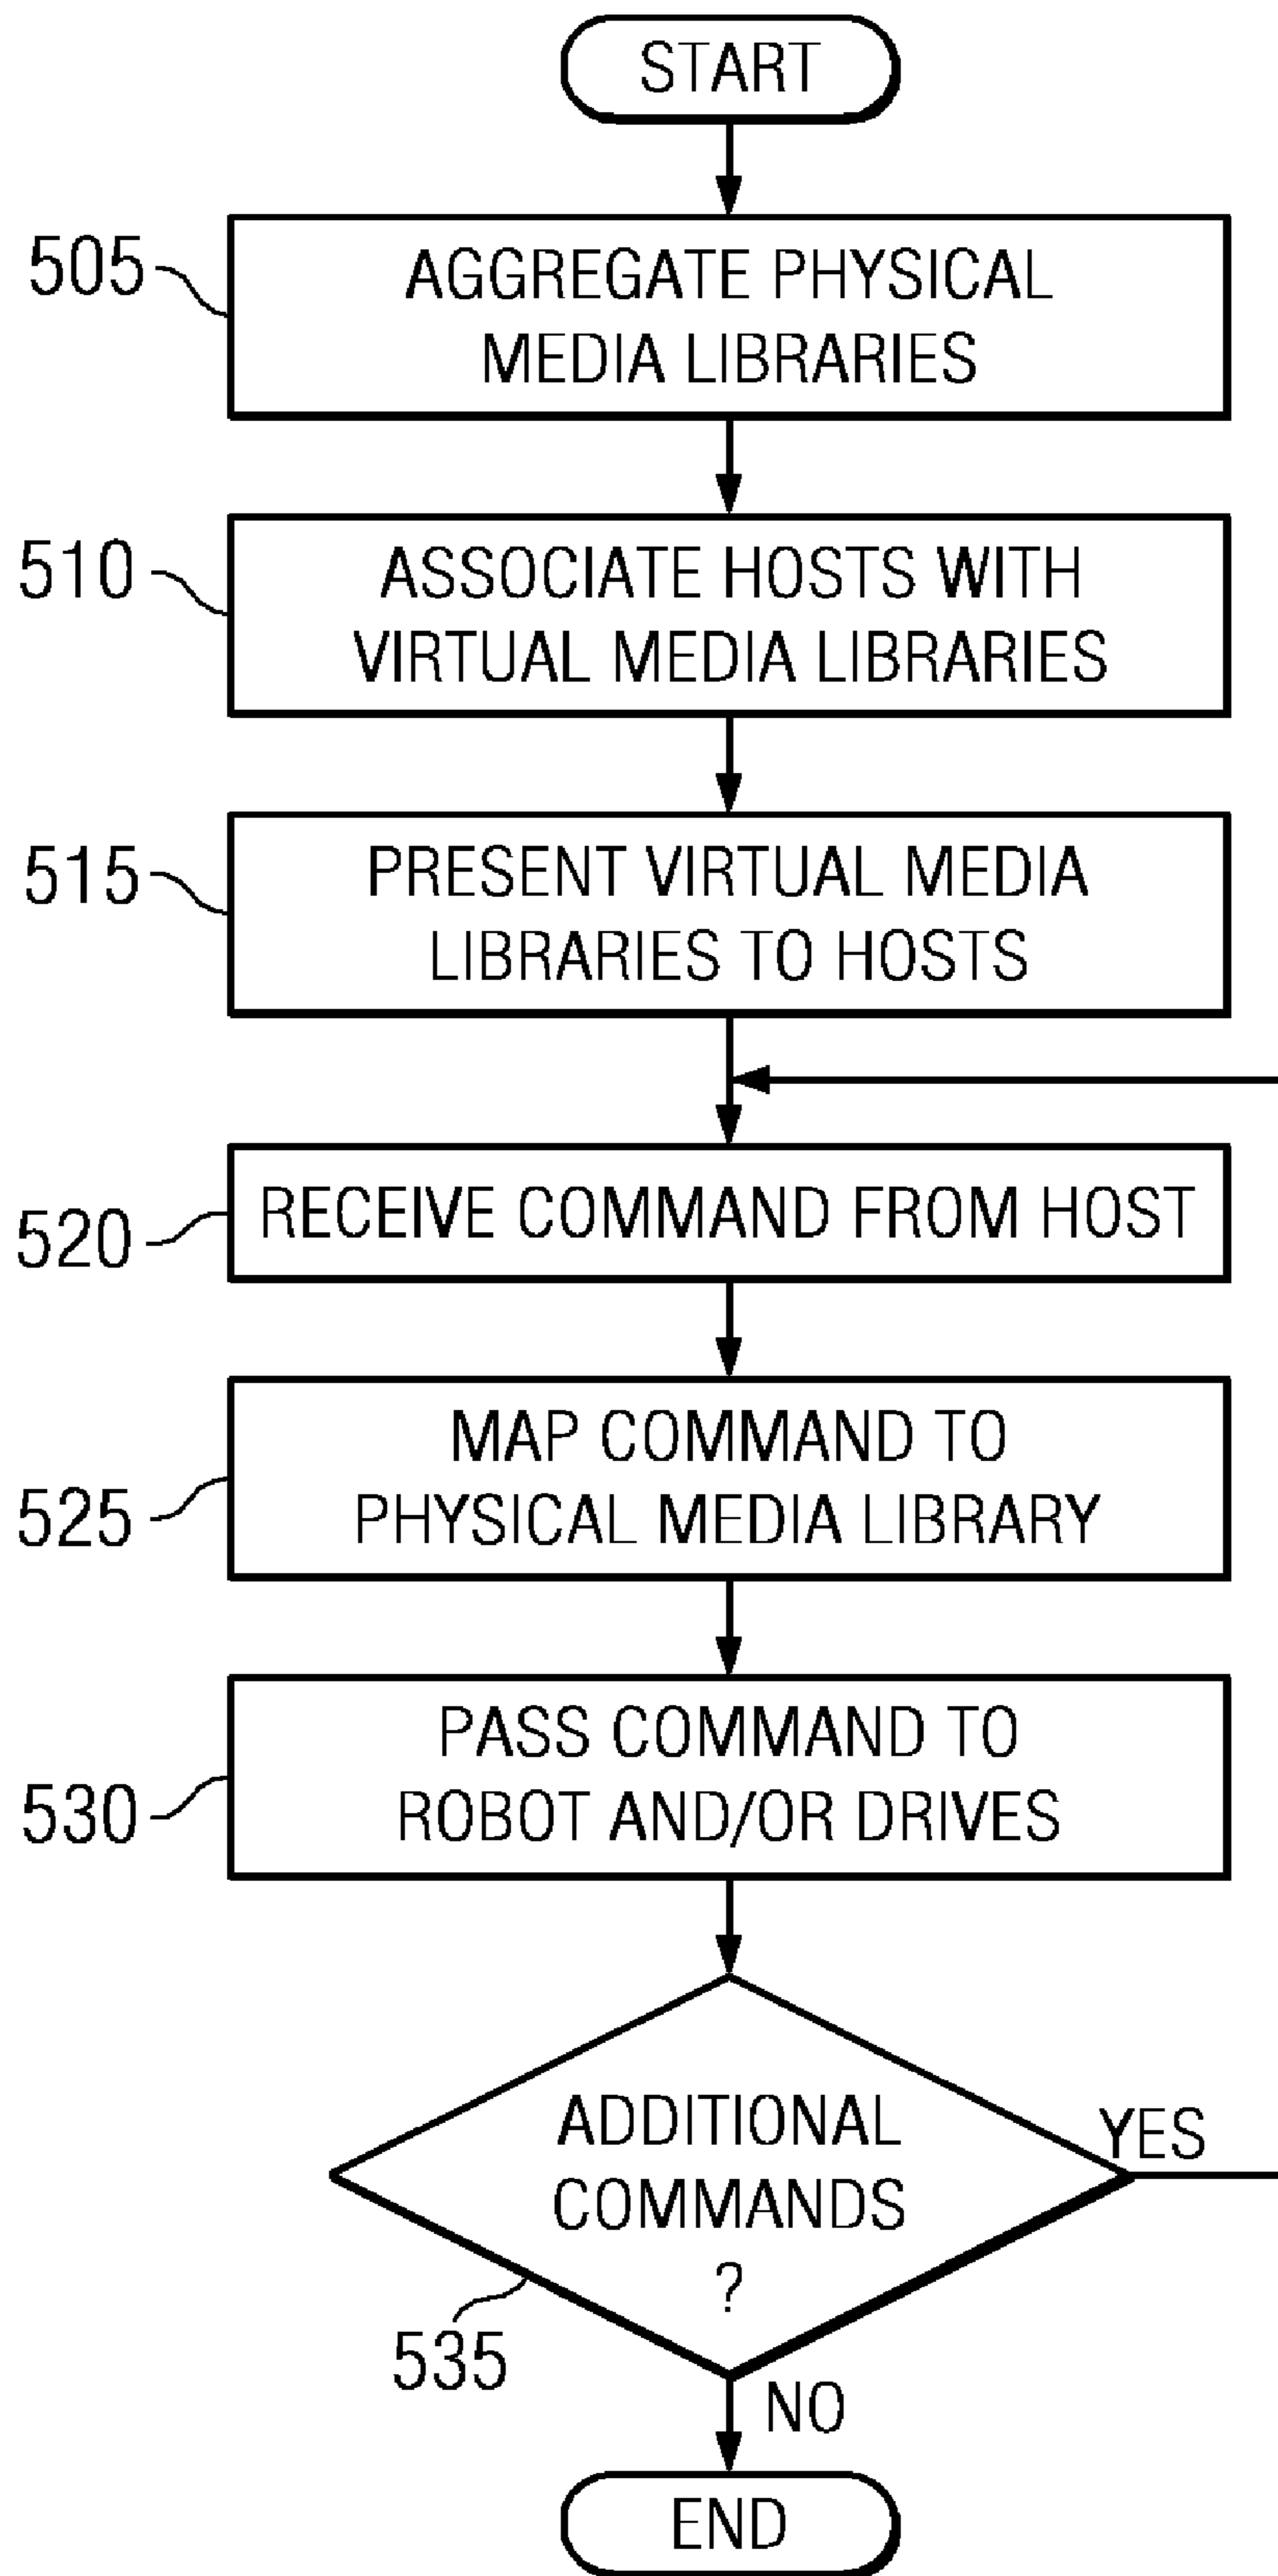 START
505
AGGREGATE PHYSICAL
MEDIA LIBRARIES
510
ASSOCIATE HOSTS WITH
VIRTUAL MEDIA LIBRARIES
515
PRESENT VIRTUAL MEDIA
LIBRARIES TO HOSTS
520
RECEIVE COMMAND FROM HOST
525
MAP COMMAND TO
PHYSICAL MEDIA LIBRARY
530
PASS COMMAND TO
ROBOT AND/OR DRIVES
ADDITIONAL
COMMANDS
?
YES
535
NO
END